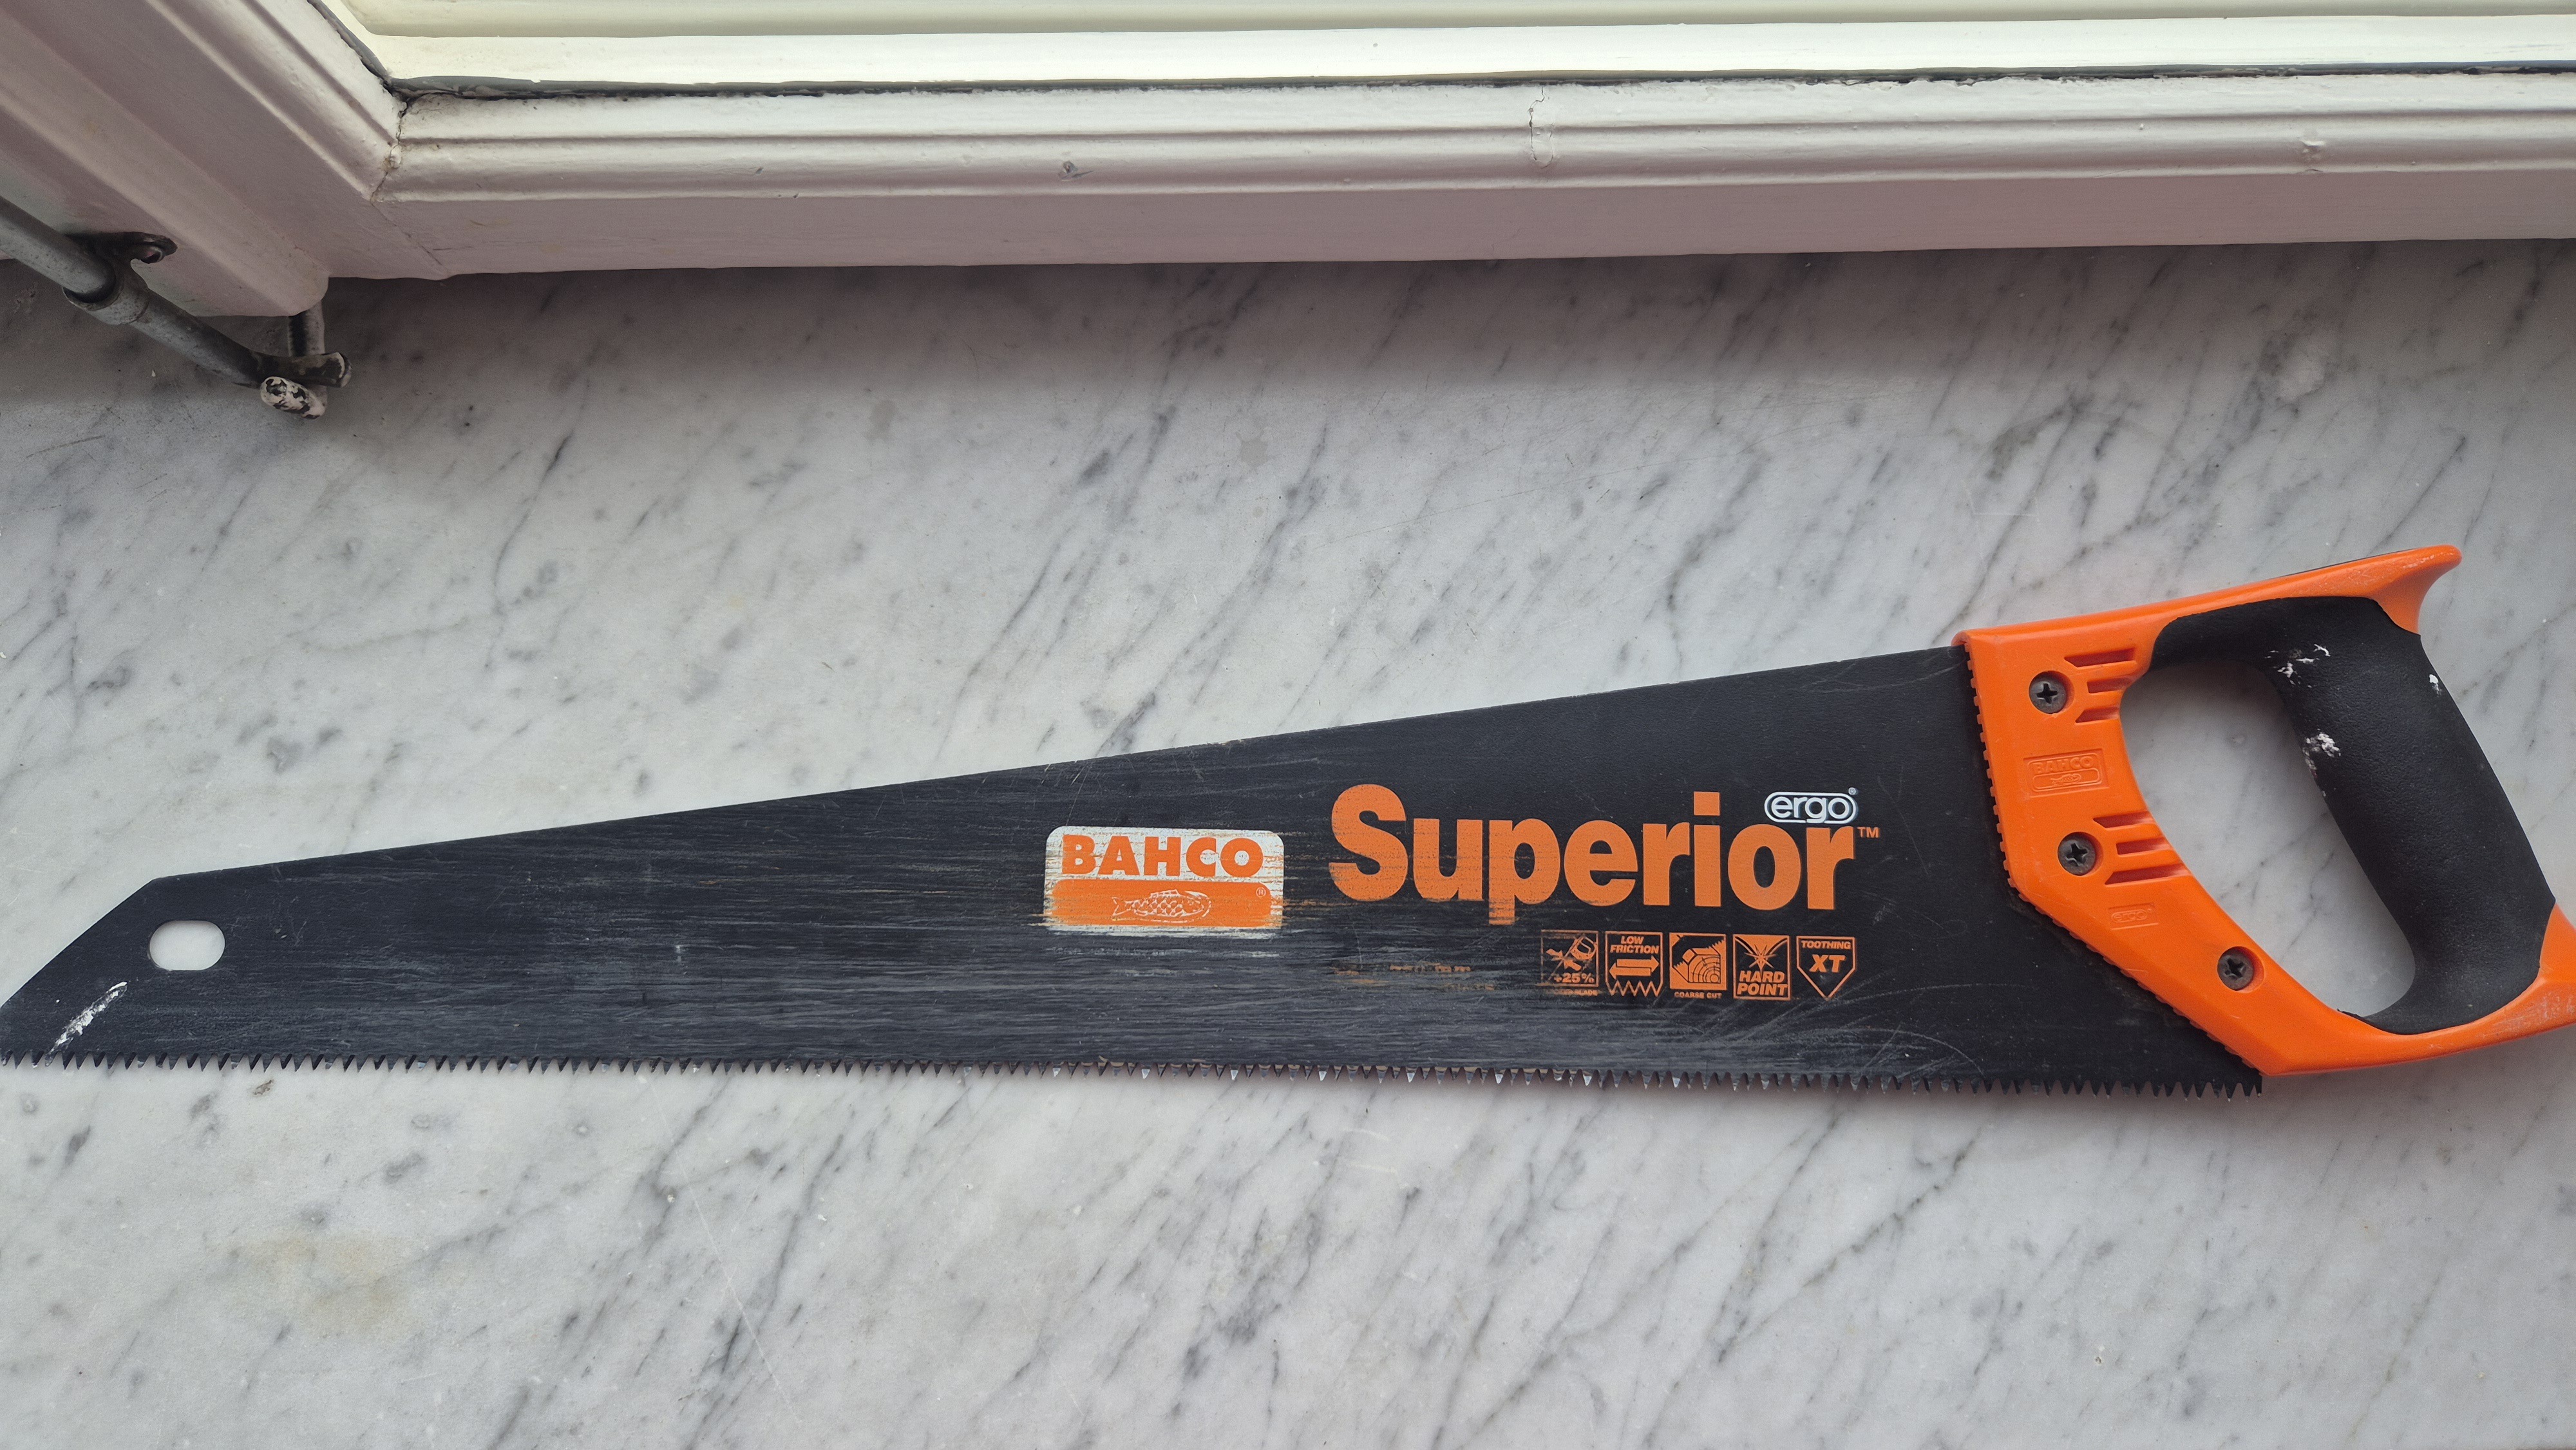 BAHCO
®
ergo®
Superior™
+25%
LOW
FRICTION
COARSE CUT
HARD
POINT
TOOTHING
XT
BAHCO